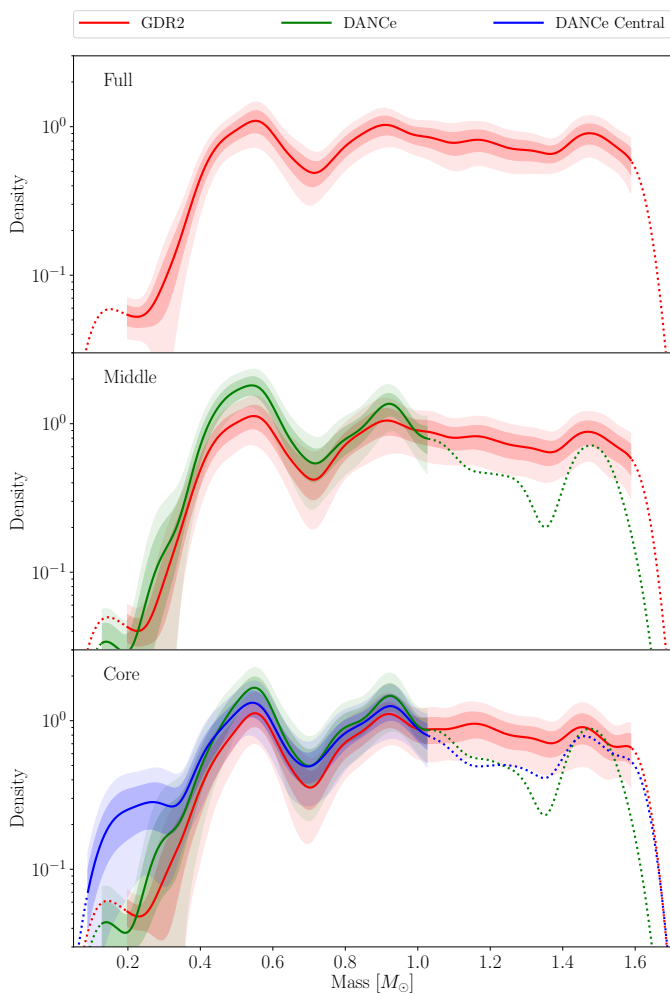 GDR2 DANCe DANCe Central
Full
10^0
10^{-1}
Density
Middle
10^0
10^{-1}
Density
Core
10^0
10^{-1}
Density
0.2 0.4 0.6 0.8 1.0 1.2 1.4 1.6
Mass [M_⊙]